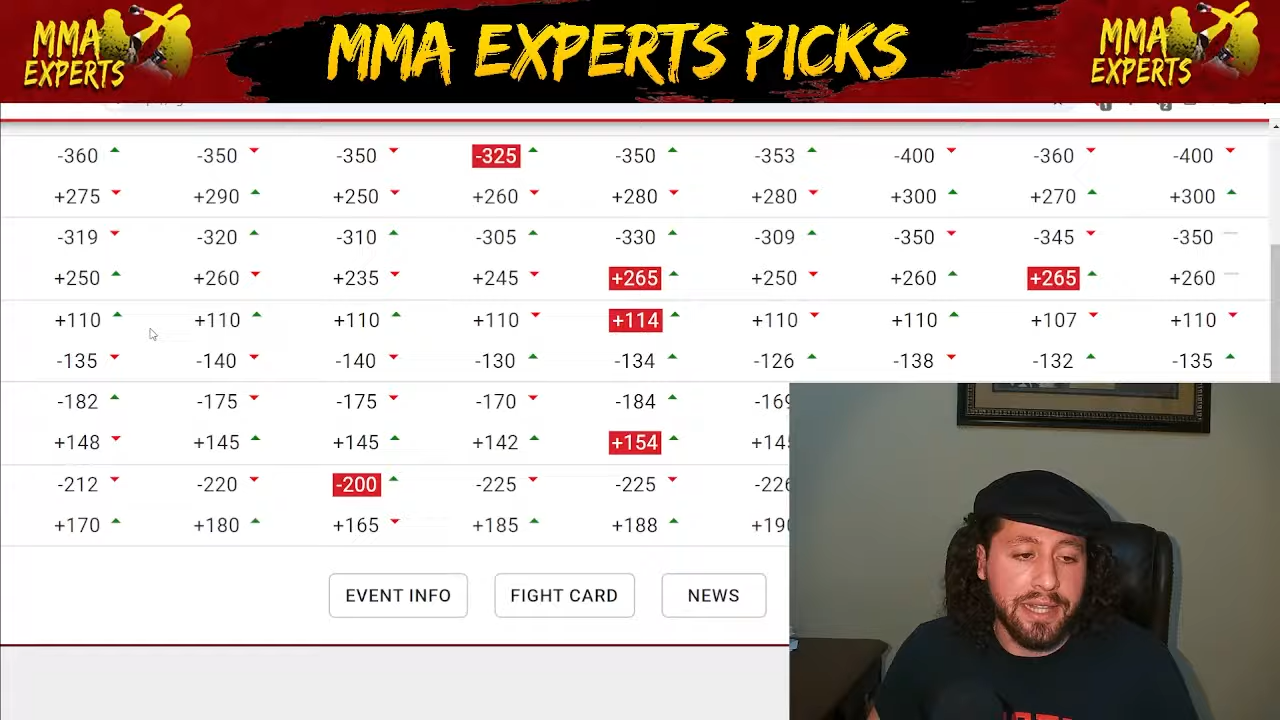 MMA
EXPERTS
MMA EXPERTS PICKS
MMA
EXPERTS
-360 -350 -350 -325 -350 -353 -400 -360 -400
+275 +290 +250 +260 +280 +280 +300 +270 +300
-319 -320 -310 -305 -330 -309 -350 -345 -350
+250 +260 +235 +245 +265 +250 +260 +265 +260
+110 +110 +110 +110 +114 +110 +110 +107 +110
-135 -140 -140 -130 -134 -126 -138 -132 -135
-182 -175 -175 -170 -184 -169
+148 +145 +145 +142 +154 +145
-212 -220 -200 -225 -225 -226
+170 +180 +165 +185 +188 +190
EVENT INFO FIGHT CARD NEWS